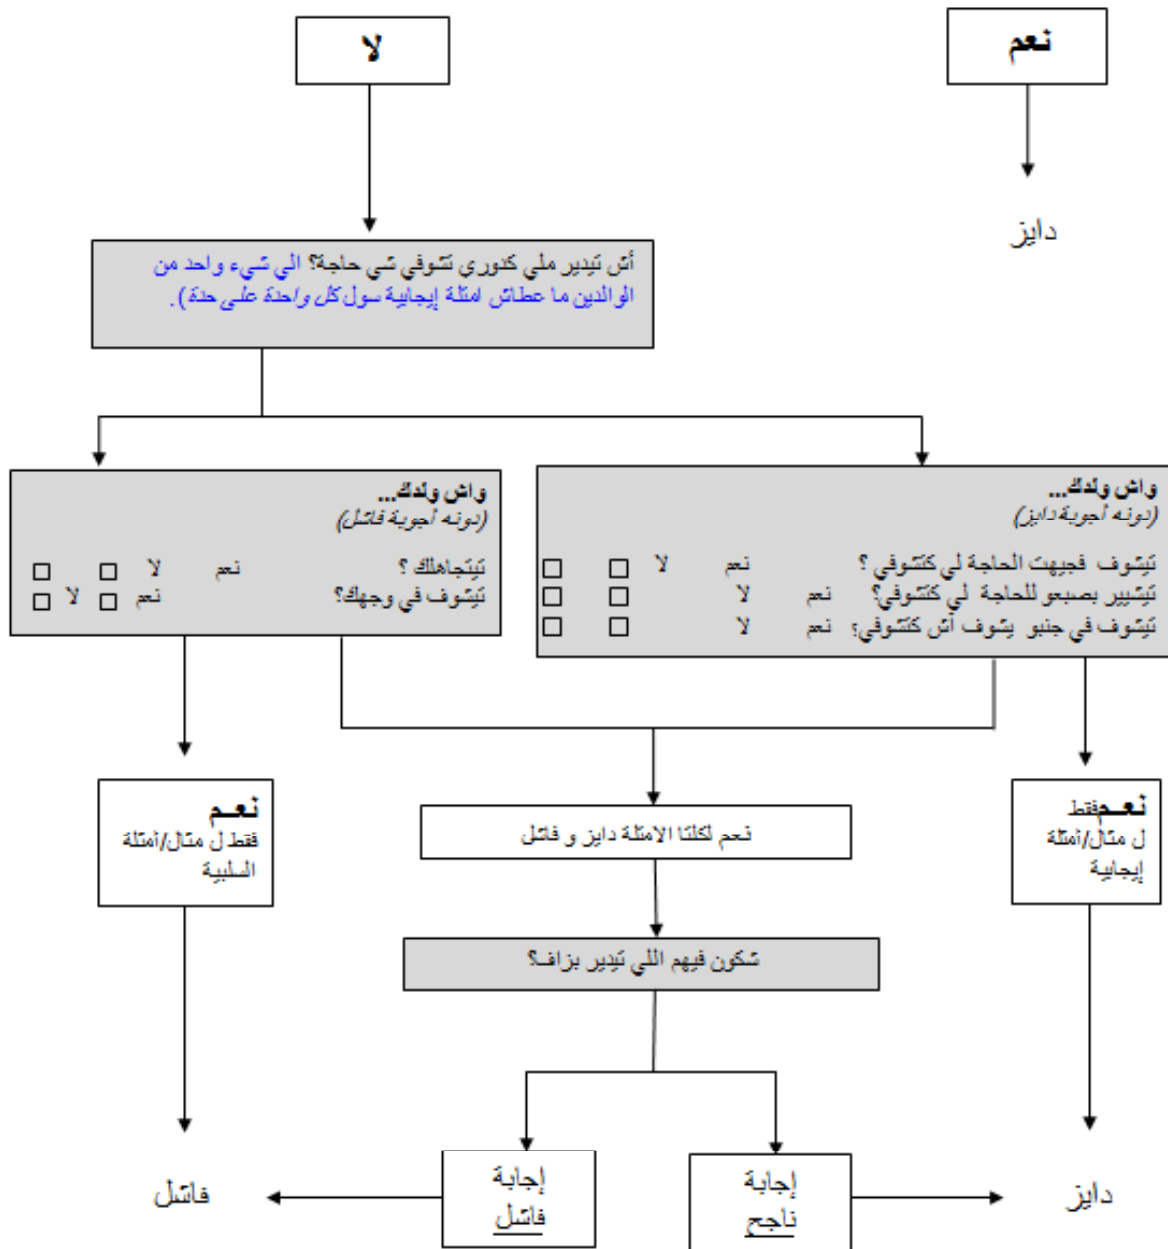 نعم
لا
دايز
أش تيدير ملي كدوري تشوفي شي حاجة؟ الي شيء واحد من
الوالدين ما عطاش امثلة إيجابية سول كل واحدة على حدة).
واش ولدك...
(دونه أجوبة دايز)
تيشوف فجيهت الحاجة لي كتشوفي ؟ نعم لا
تيشيير بصبعو للحاجة لي كتشوفي؟ نعم لا
تيشوف في جنبو يشوف أش كتشوفي؟ نعم لا
واش ولدك...
(دونه أجوبة فاشل)
تيتجاهلك ؟ نعم لا
تيشوف في وجهك؟ نعم لا
نعم فقط
ل مثال/أمثلة
إيجابية
نعم لكلتا الامثلة دايز و فاشل
نعم
فقط ل مثال/أمثلة
السلبية
شكون فيهم اللي تيدير بزاف؟
دايز
إجابة
ناجح
إجابة
فاشل
فاشل